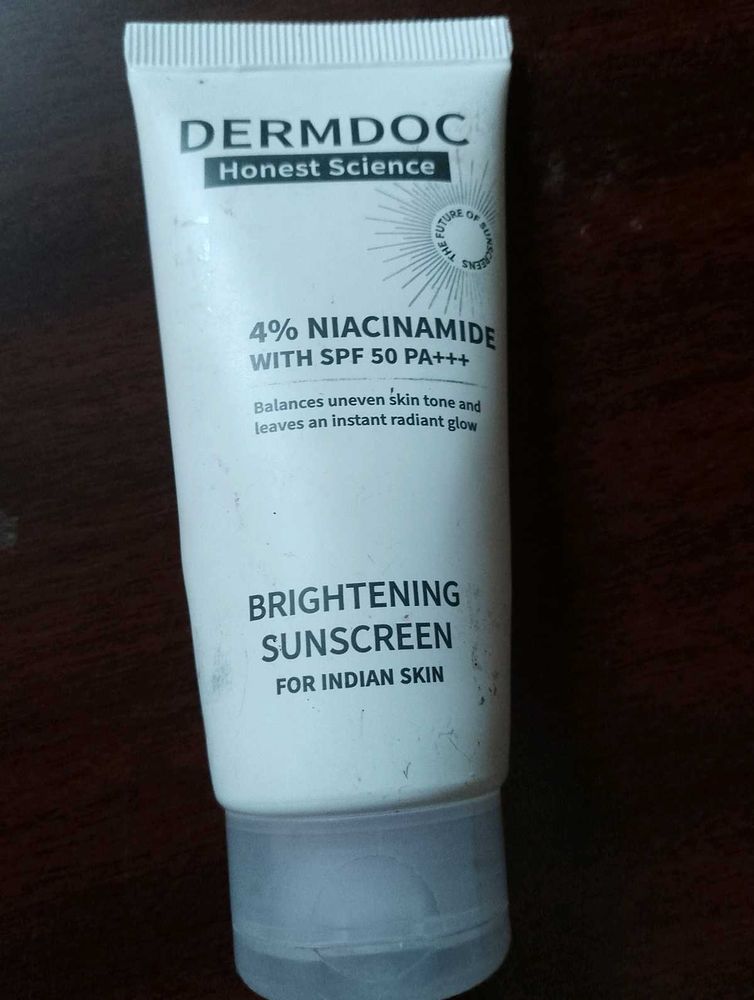 DERMDOC
Honest Science
THE FUTURE OF SUNSCREENS
4% NIACINAMIDE
WITH SPF 50 PA+++
Balances uneven skin tone and
leaves an instant radiant glow
BRIGHTENING
SUNSCREEN
FOR INDIAN SKIN